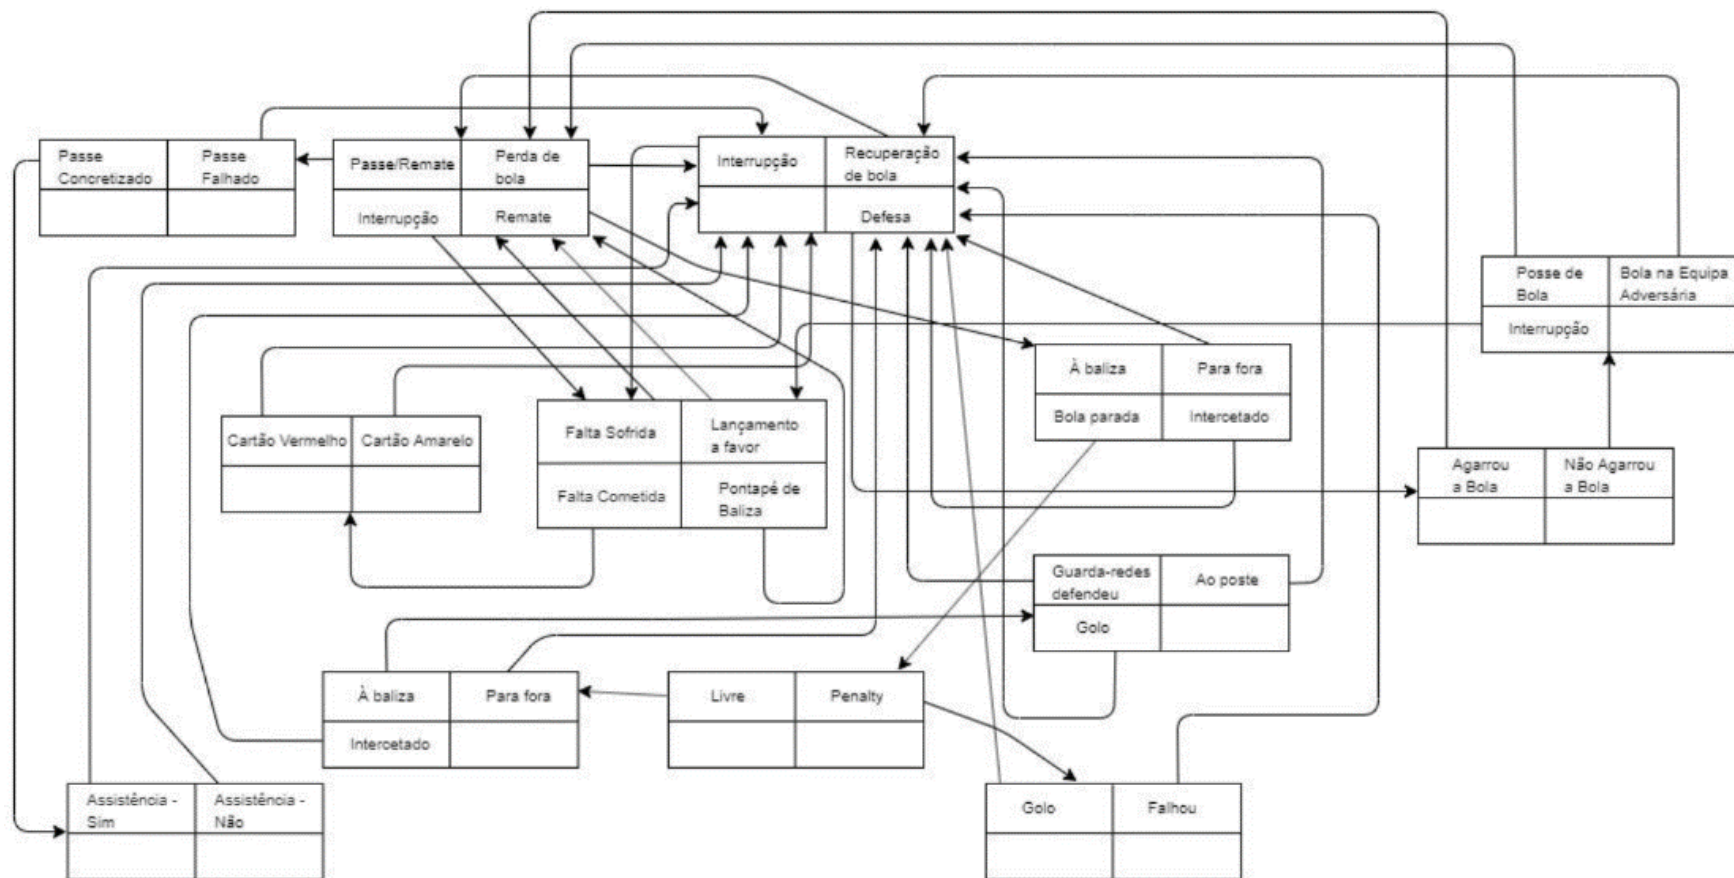 Passe
Concretizado
Passe
Falhado
Passe/Remate
Perda de
bola
Interrupção
Remate
Interrupção
Recuperação
de bola
Defesa
Posse de
Bola
Bola na Equipa
Adversária
Interrupção
À baliza
Para fora
Bola parada
Intercetado
Cartão Vermelho
Cartão Amarelo
Falta Sofrida
Lançamento
a favor
Falta Cometida
Pontapé de
Baliza
Agarrou
a Bola
Não Agarrou
a Bola
Guarda-redes
defendeu
Ao poste
Golo
À baliza
Para fora
Intercetado
Livre
Penalty
Assistência -
Sim
Assistência -
Não
Golo
Falhou